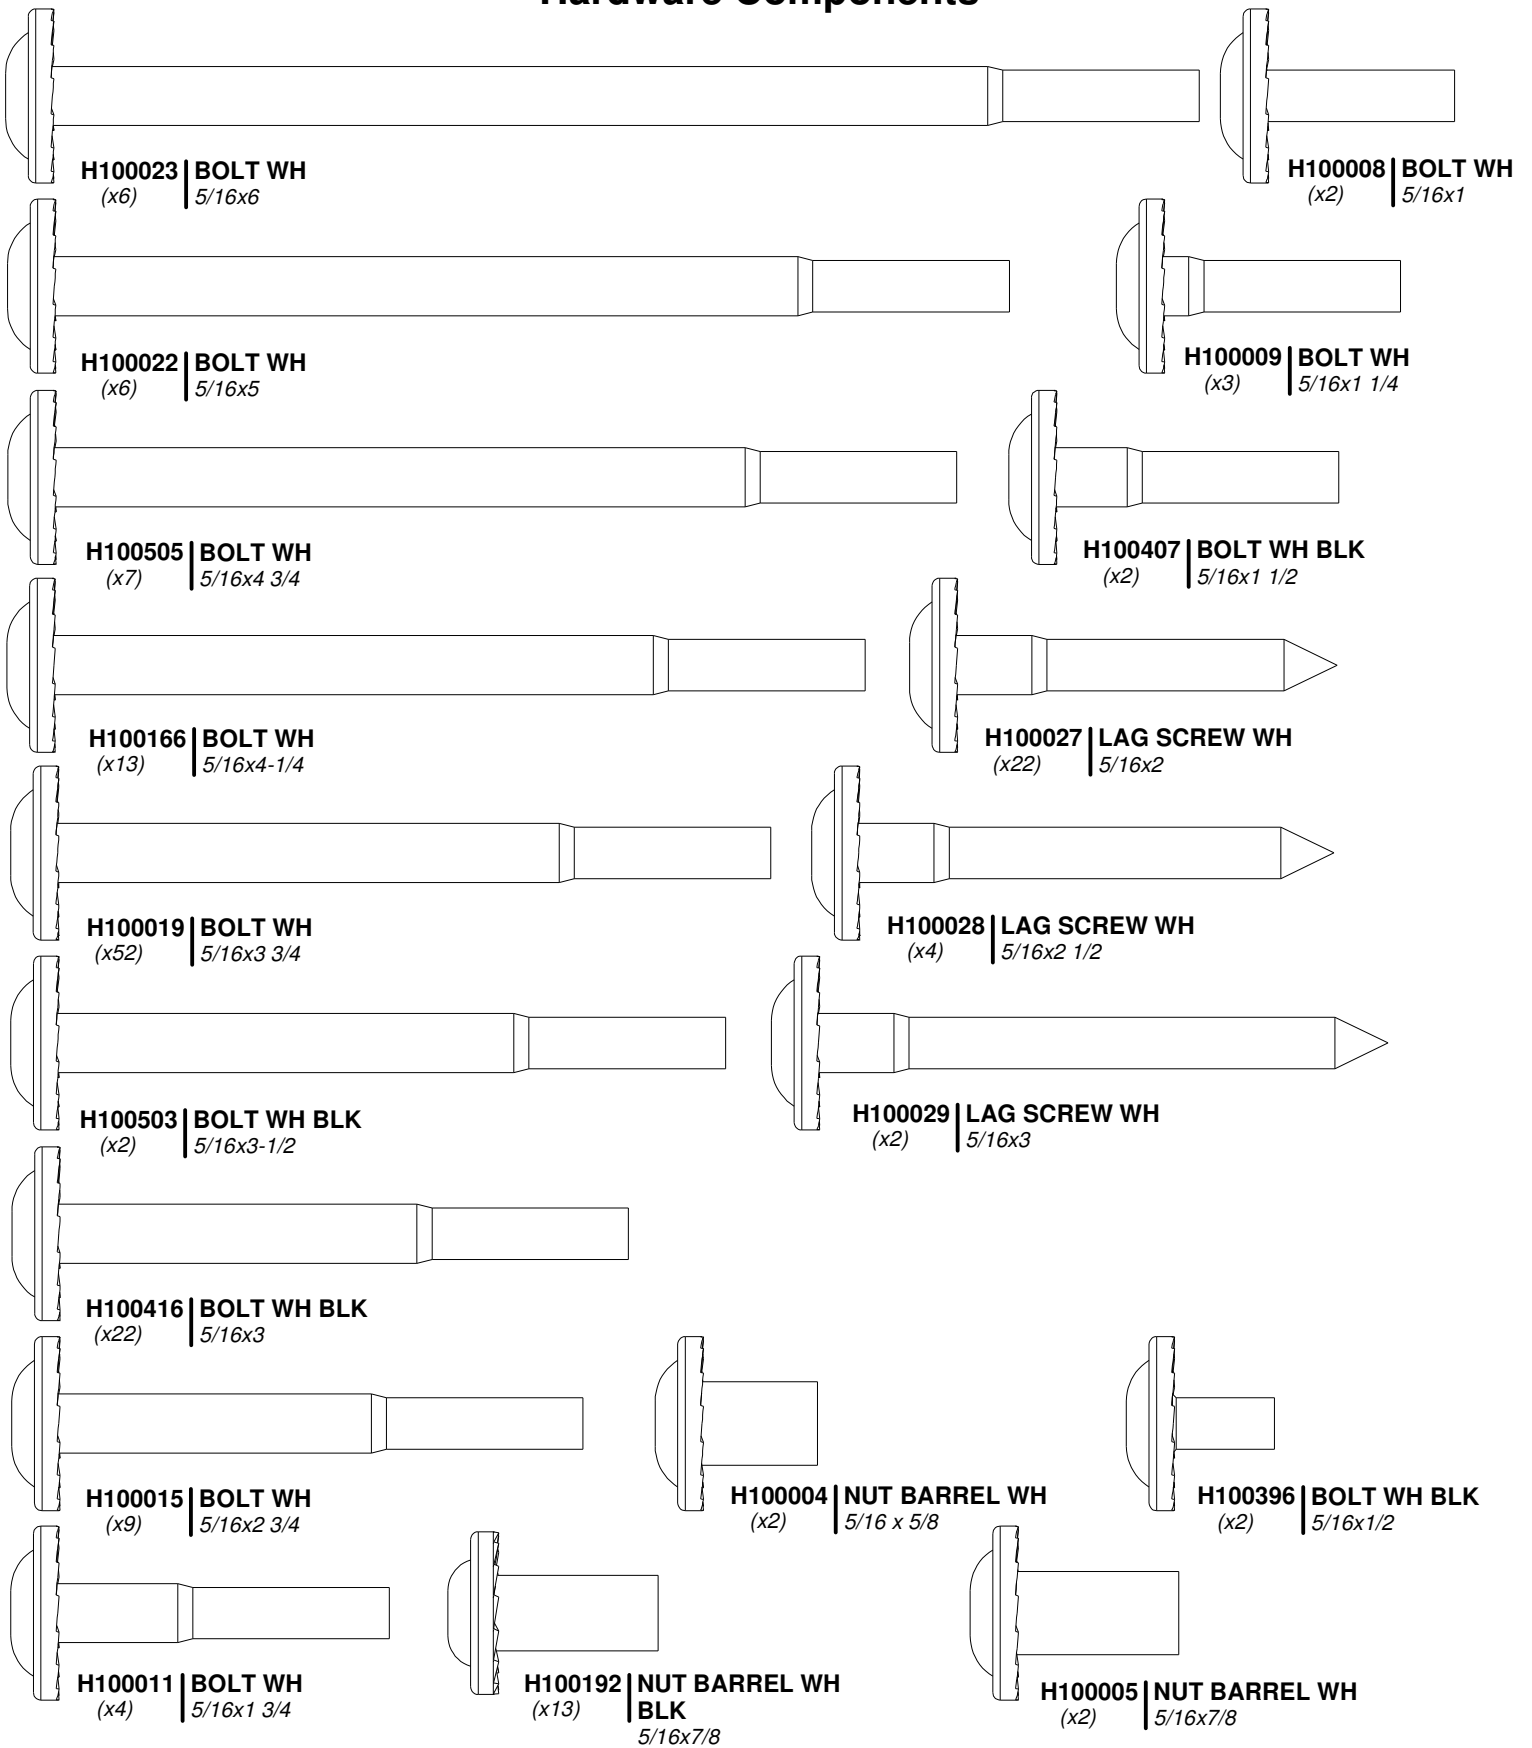 Hardware Components
H100023 BOLT WH
(x6) 5/16x6
H100008 BOLT WH
(x2) 5/16x1
H100022 BOLT WH
(x6) 5/16x5
H100009 BOLT WH
(x3) 5/16x1 1/4
H100505 BOLT WH
(x7) 5/16x4 3/4
H100407 BOLT WH BLK
(x2) 5/16x1 1/2
H100166 BOLT WH
(x13) 5/16x4-1/4
H100027 LAG SCREW WH
(x22) 5/16x2
H100019 BOLT WH
(x52) 5/16x3 3/4
H100028 LAG SCREW WH
(x4) 5/16x2 1/2
H100503 BOLT WH BLK
(x2) 5/16x3-1/2
H100029 LAG SCREW WH
(x2) 5/16x3
H100416 BOLT WH BLK
(x22) 5/16x3
H100015 BOLT WH
(x9) 5/16x2 3/4
H100004 NUT BARREL WH
(x2) 5/16 x 5/8
H100396 BOLT WH BLK
(x2) 5/16x1/2
H100011 BOLT WH
(x4) 5/16x1 3/4
H100192 NUT BARREL WH
(x13) BLK
5/16x7/8
H100005 NUT BARREL WH
(x2) 5/16x7/8